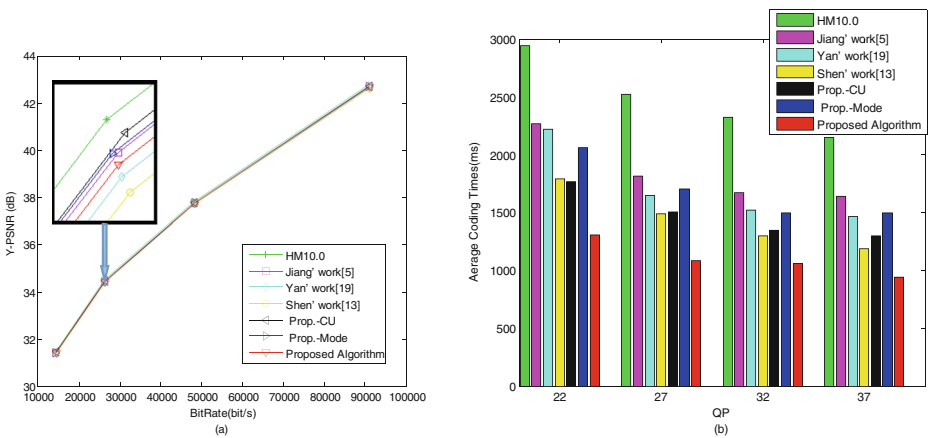 44
42
40
38
36
34
32
30
Y-PSNR (dB)
10000 20000 30000 40000 50000 60000 70000 80000 90000 100000
BitRate(bit/s)
(a)
HM10.0
Jiang' work[5]
Yan' work[19]
Shen' work[13]
Prop.-CU
Prop.-Mode
Proposed Algorithm
3000
2500
2000
1500
1000
500
0
Aerage Coding Times(ms)
22 27 32 37
QP
(b)
HM10.0
Jiang' work[5]
Yan' work[19]
Shen' work[13]
Prop.-CU
Prop.-Mode
Proposed Algorithm